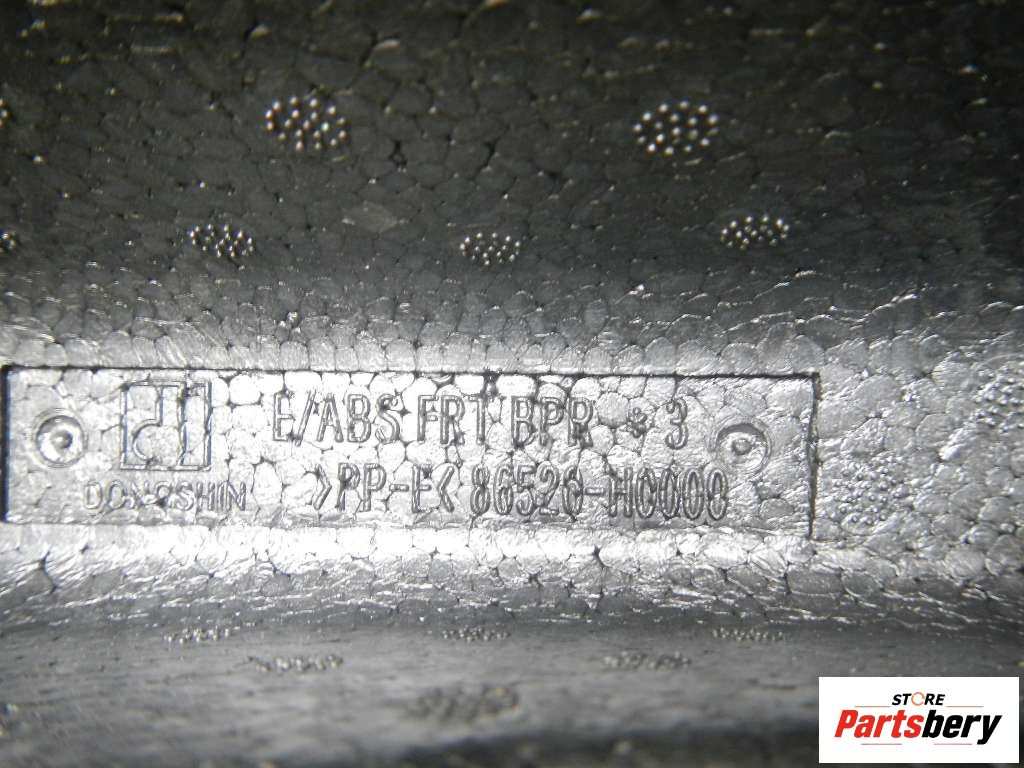 E/ABS FRT BPR * 3
DONGSHIN >PP-E< 86520-H0000
STORE
Partsbery